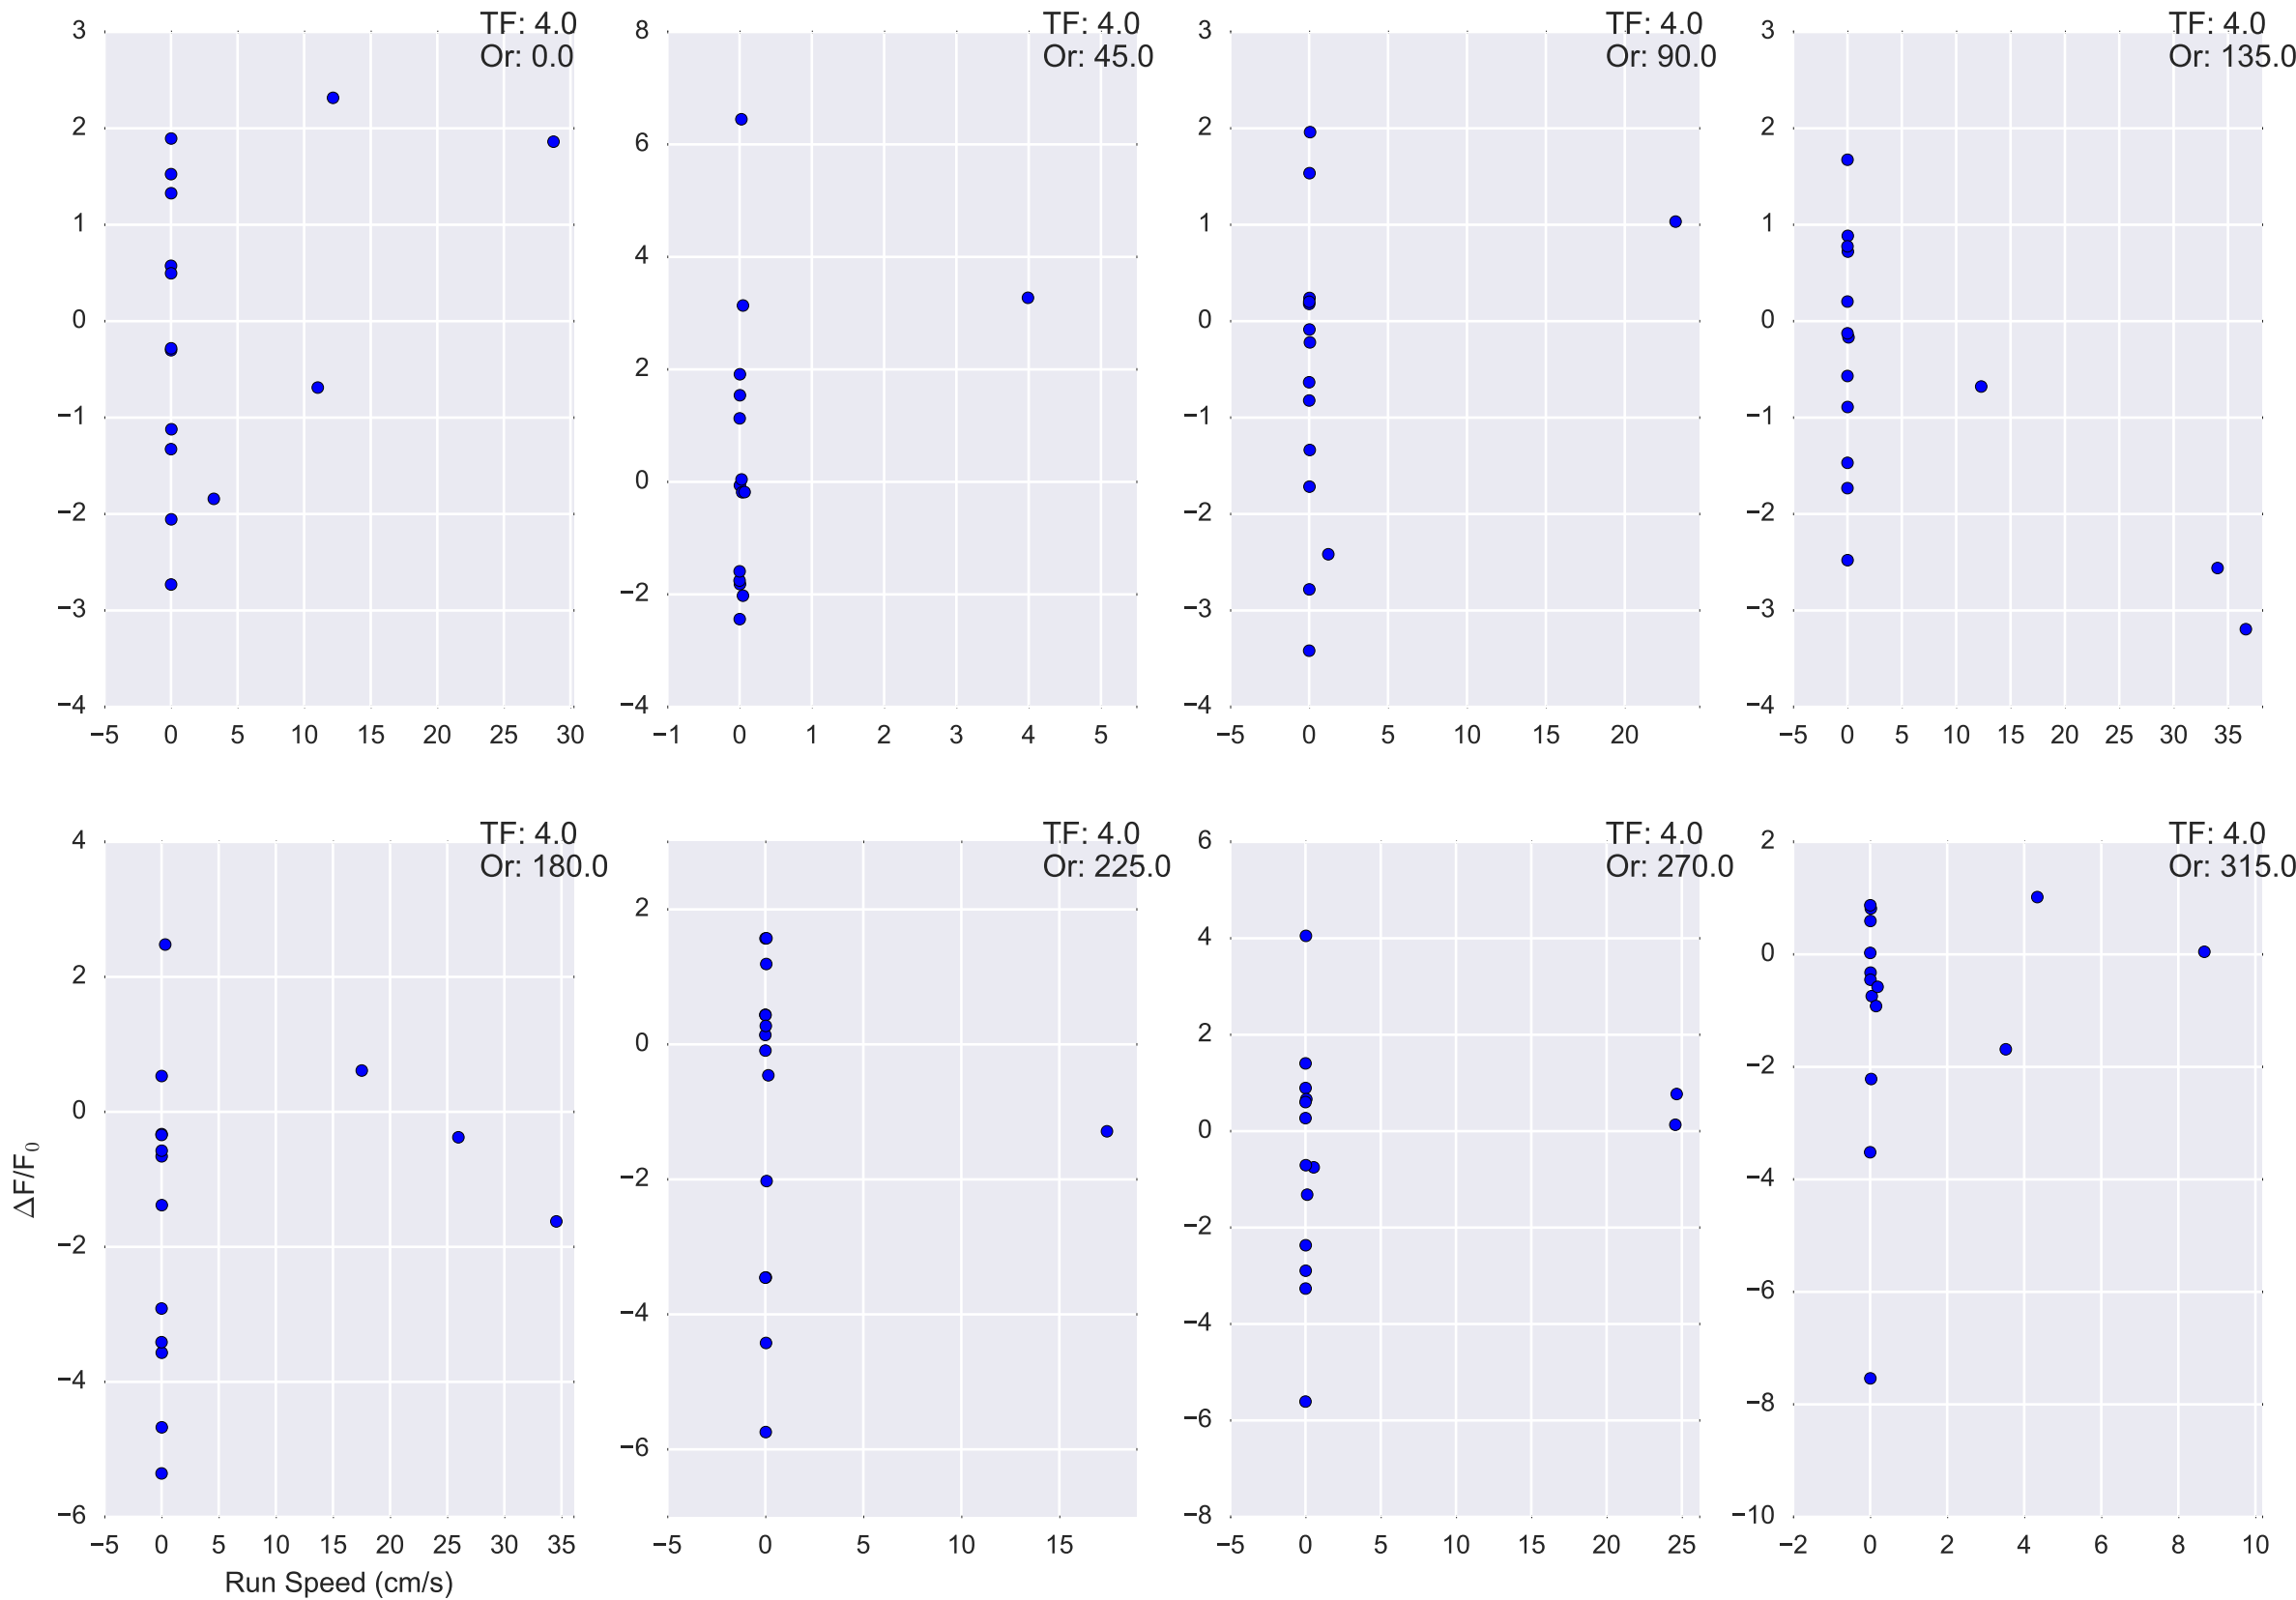 TF: 4.0
Or: 0.0
3
2
1
0
−1
−2
−3
−4
−5 0 5 10 15 20 25 30
TF: 4.0
Or: 45.0
8
6
4
2
0
−2
−4
−1 0 1 2 3 4 5
TF: 4.0
Or: 90.0
3
2
1
0
−1
−2
−3
−4
−5 0 5 10 15 20
TF: 4.0
Or: 135.0
3
2
1
0
−1
−2
−3
−4
−5 0 5 10 15 20 25 30 35
TF: 4.0
Or: 180.0
4
2
0
−2
−4
−6
ΔF/F₀
−5 0 5 10 15 20 25 30 35
Run Speed (cm/s)
TF: 4.0
Or: 225.0
2
0
−2
−4
−6
−5 0 5 10 15
TF: 4.0
Or: 270.0
6
4
2
0
−2
−4
−6
−8
−5 0 5 10 15 20 25
TF: 4.0
Or: 315.0
2
0
−2
−4
−6
−8
−10
−2 0 2 4 6 8 10